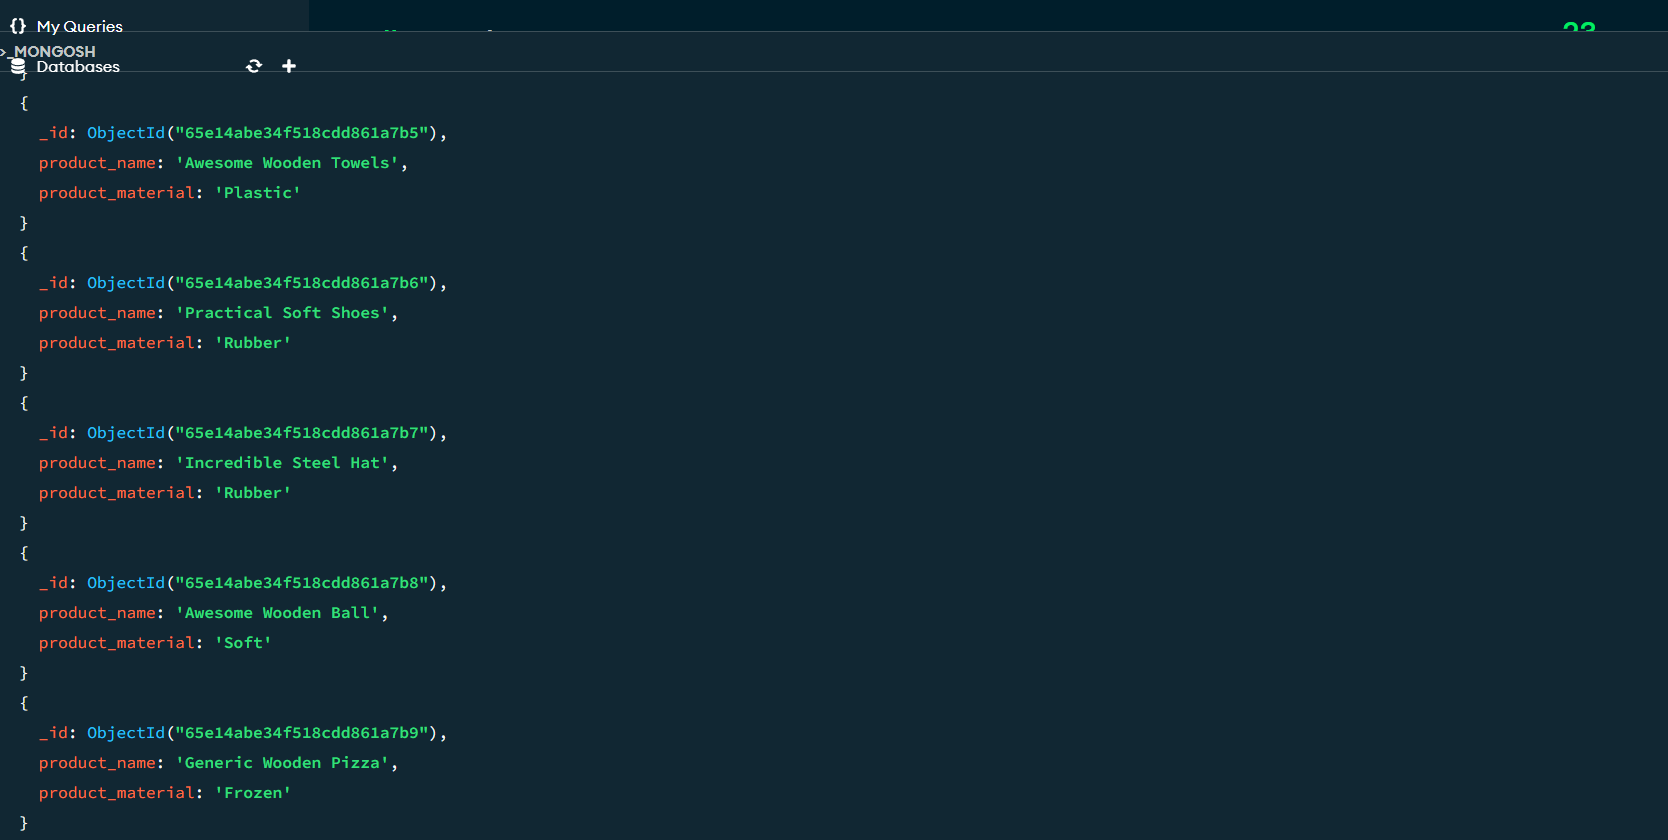 {} My Queries
23
>_MONGOSH
Databases
}
{
_id: ObjectId("65e14abe34f518cdd861a7b5"),
product_name: 'Awesome Wooden Towels',
product_material: 'Plastic'
}
{
_id: ObjectId("65e14abe34f518cdd861a7b6"),
product_name: 'Practical Soft Shoes',
product_material: 'Rubber'
}
{
_id: ObjectId("65e14abe34f518cdd861a7b7"),
product_name: 'Incredible Steel Hat',
product_material: 'Rubber'
}
{
_id: ObjectId("65e14abe34f518cdd861a7b8"),
product_name: 'Awesome Wooden Ball',
product_material: 'Soft'
}
{
_id: ObjectId("65e14abe34f518cdd861a7b9"),
product_name: 'Generic Wooden Pizza',
product_material: 'Frozen'
}